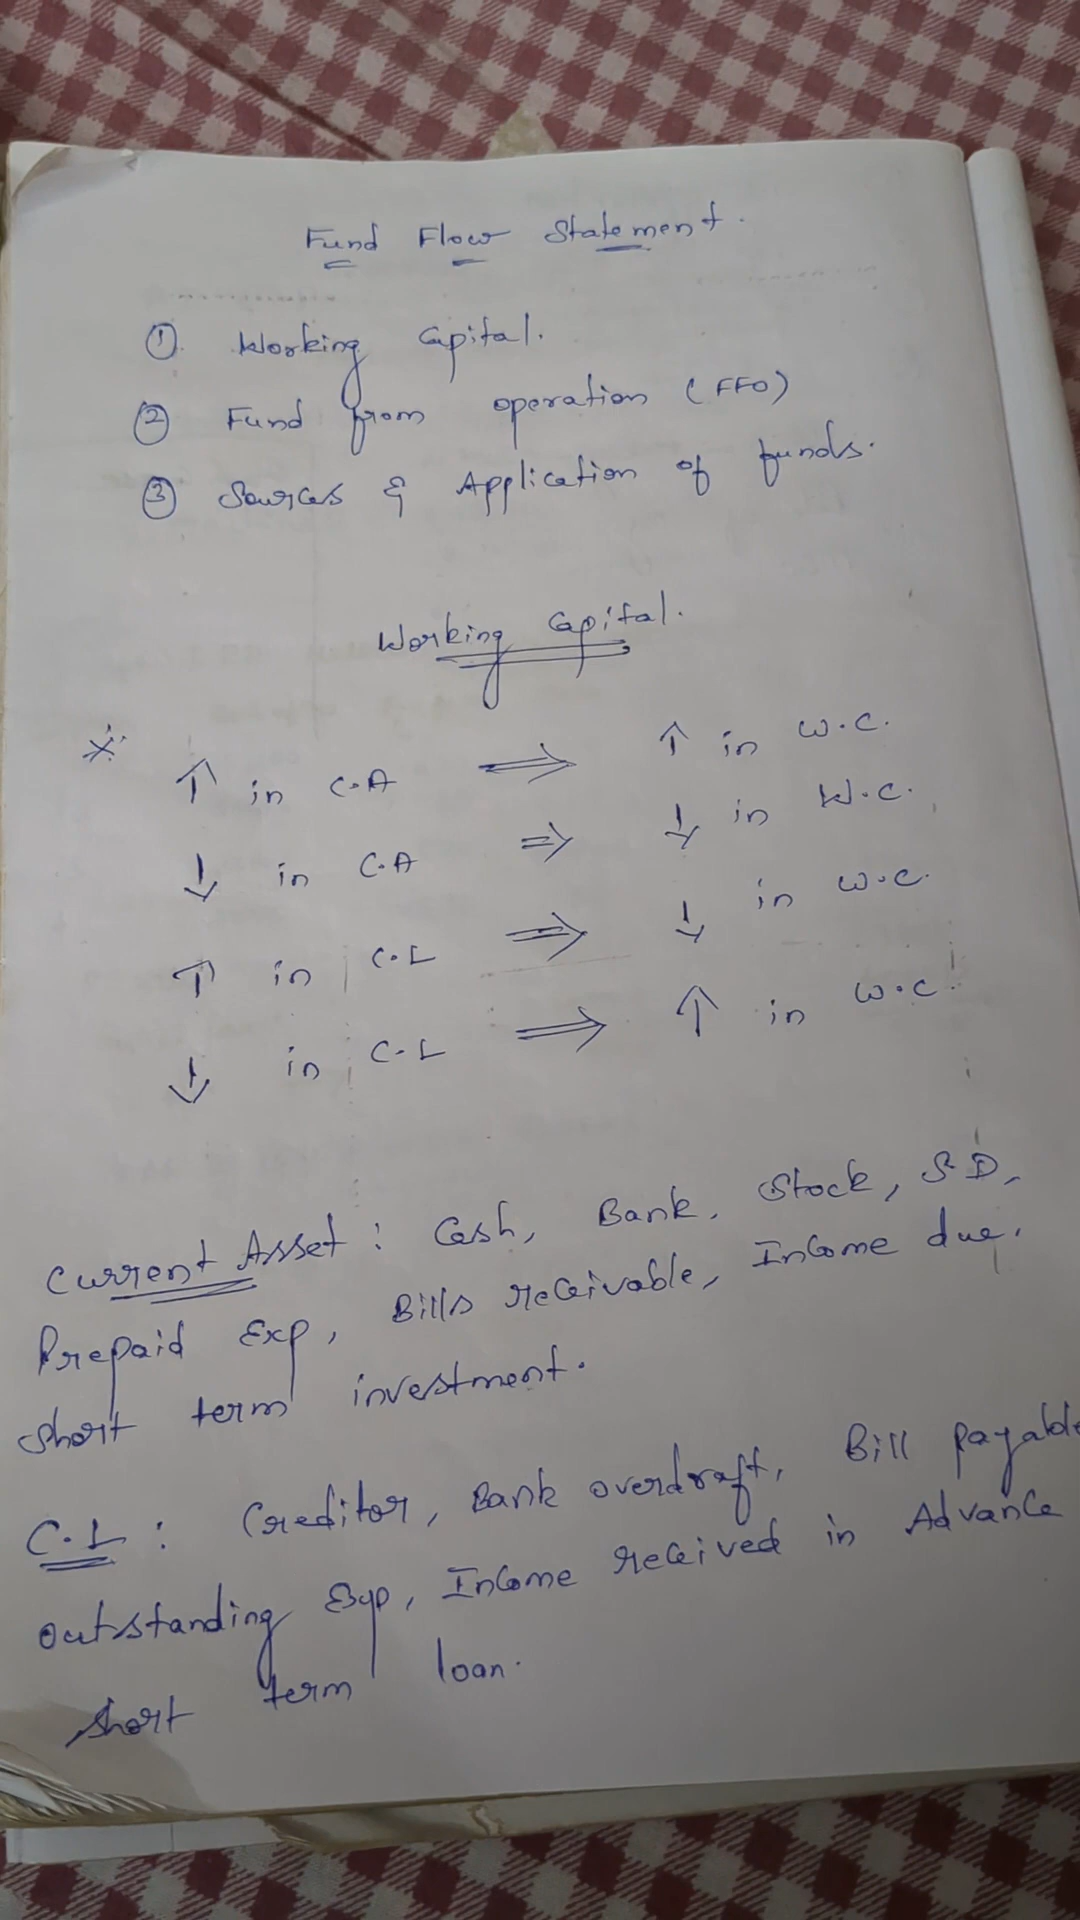 Fund Flow Statement.
① Working Capital.
② Fund from operation (FFO)
③ Sources & Application of funds.
Working Capital.
↑ in C.A ⇒ ↑ in W.C.
↓ in C.A ⇒ ↓ in W.C.
↑ in C.L ⇒ ↓ in W.C.
↓ in C.L ⇒ ↑ in W.C.
Current Asset : Cash, Bank, Stock, SD,
Prepaid Exp, Bills receivable, Income due,
Short term investment.
C.L : Creditor, Bank overdraft, Bill payable
Outstanding Exp, Income received in Advance
Short term loan.